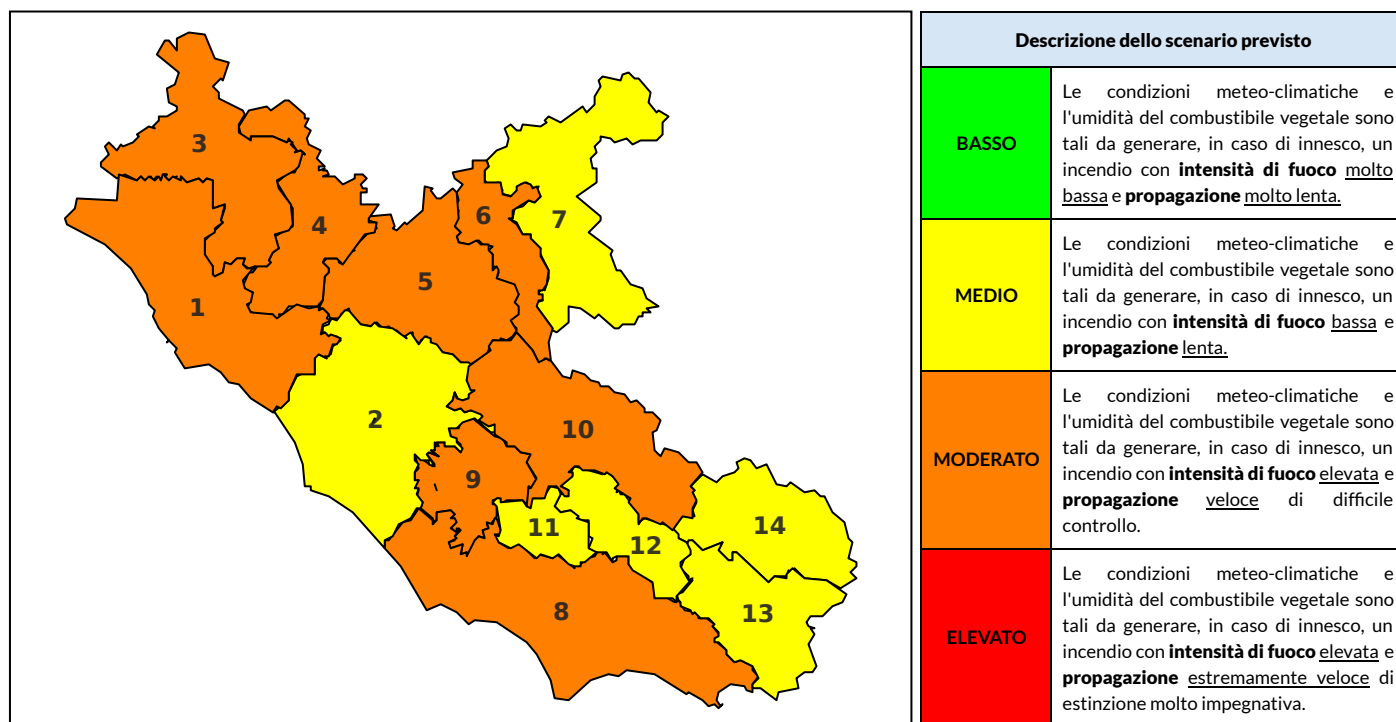 3
4
6
7
5
1
2
10
9
14
11
12
8
13
Descrizione dello scenario previsto
BASSO
Le condizioni meteo-climatiche e
l'umidità del combustibile vegetale sono
tali da generare, in caso di innesco, un
incendio con intensità di fuoco molto
bassa e propagazione molto lenta.
MEDIO
Le condizioni meteo-climatiche e
l'umidità del combustibile vegetale sono
tali da generare, in caso di innesco, un
incendio con intensità di fuoco bassa e
propagazione lenta.
MODERATO
Le condizioni meteo-climatiche e
l'umidità del combustibile vegetale sono
tali da generare, in caso di innesco, un
incendio con intensità di fuoco elevata e
propagazione veloce di difficile
controllo.
ELEVATO
Le condizioni meteo-climatiche e
l'umidità del combustibile vegetale sono
tali da generare, in caso di innesco, un
incendio con intensità di fuoco elevata e
propagazione estremamente veloce di
estinzione molto impegnativa.